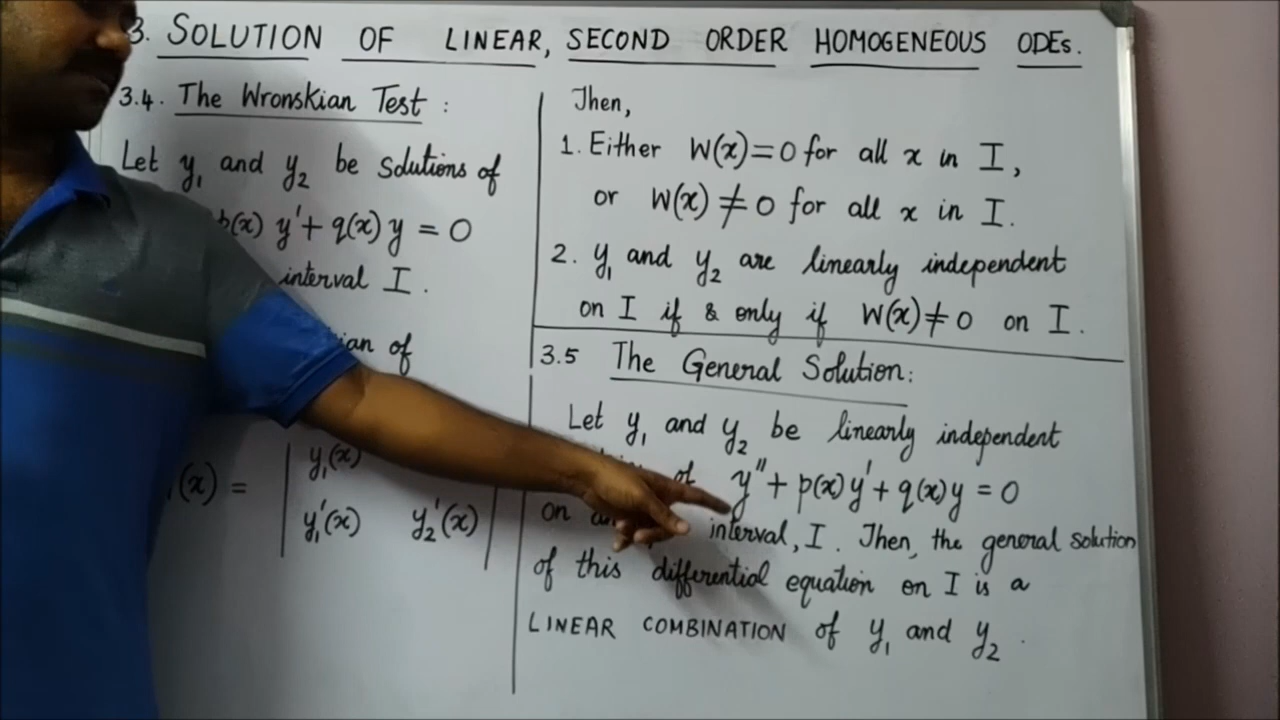 3. SOLUTION OF LINEAR, SECOND ORDER HOMOGENEOUS ODEs.
3.4. The Wronskian Test :
Let y₁ and y₂ be solutions of
p(x) y' + q(x) y = 0
interval I.
of
(x) = | y₁(x)
y₁'(x) y₂'(x) |
Then,
1. Either W(x)=0 for all x in I,
or W(x) ≠ 0 for all x in I.
2. y₁ and y₂ are linearly independent
on I if & only if W(x) ≠ 0 on I.
3.5 The General Solution:
Let y₁ and y₂ be linearly independent
of y'' + p(x) y' + q(x) y = 0
on interval, I. Then, the general solution
of this differential equation on I is a
LINEAR COMBINATION of y₁ and y₂.